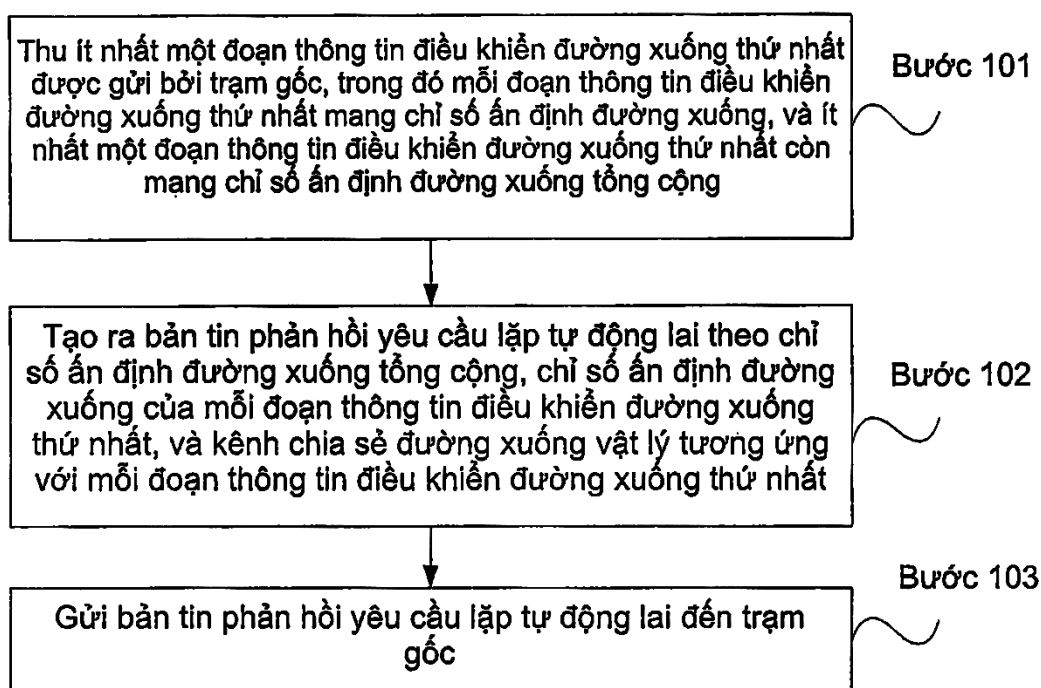 Thu ít nhất một đoạn thông tin điều khiển đường xuống thứ nhất
được gửi bởi trạm gốc, trong đó mỗi đoạn thông tin điều khiển
đường xuống thứ nhất mang chỉ số ấn định đường xuống, và ít
nhất một đoạn thông tin điều khiển đường xuống thứ nhất còn
mang chỉ số ấn định đường xuống tổng cộng
Bước 101
Tạo ra bản tin phản hồi yêu cầu lặp tự động lai theo chỉ
số ấn định đường xuống tổng cộng, chỉ số ấn định đường
xuống của mỗi đoạn thông tin điều khiển đường xuống
thứ nhất, và kênh chia sẻ đường xuống vật lý tương ứng
với mỗi đoạn thông tin điều khiển đường xuống thứ nhất
Bước 102
Bước 103
Gửi bản tin phản hồi yêu cầu lặp tự động lai đến trạm
gốc